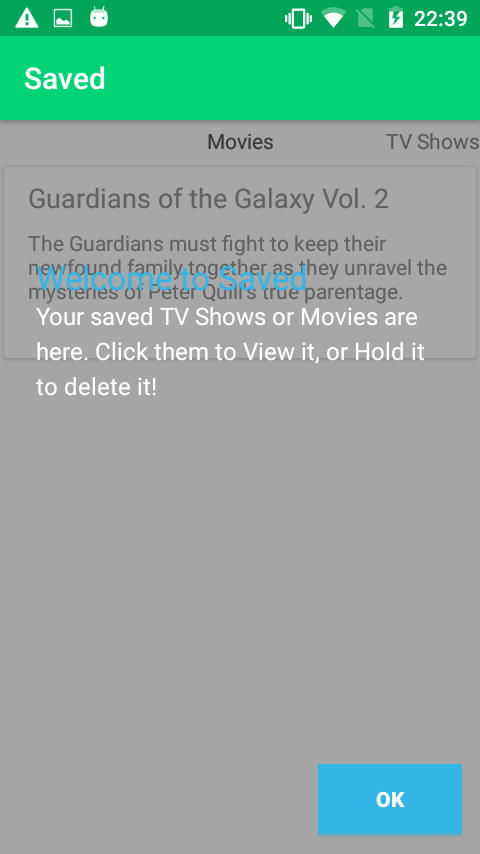 22:39
Saved
Movies
TV Shows
Guardians of the Galaxy Vol. 2
The Guardians must fight to keep their
newfound family together as they unravel the
mysteries of Peter Quill's true parentage.
Welcome to Saved
Your saved TV Shows or Movies are
here. Click them to View it, or Hold it
to delete it!
OK